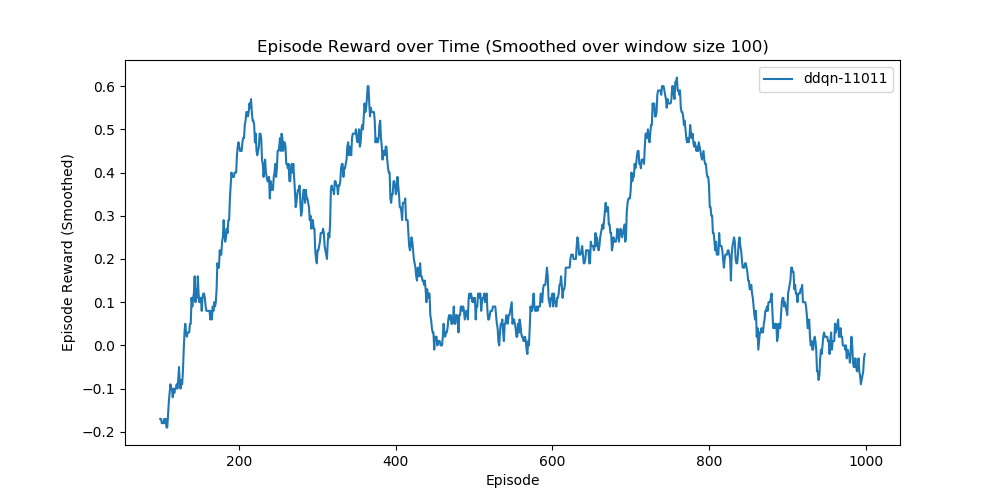 Episode Reward over Time (Smoothed over window size 100)
ddqn-11011
Episode Reward (Smoothed)
0.6
0.5
0.4
0.3
0.2
0.1
0.0
−0.1
−0.2
200 400 600 800 1000
Episode